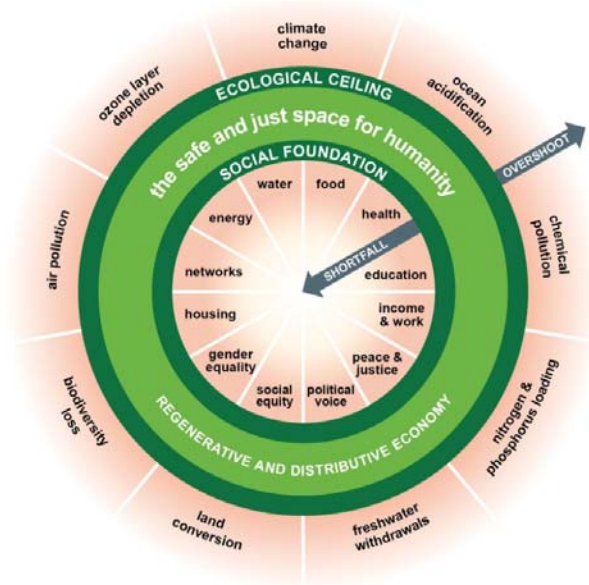 climate
change
ozone layer
depletion
ocean
acidification
ECOLOGICAL CEILING
the safe and just space for humanity
OVERSHOOT
SOCIAL FOUNDATION
water
food
energy
health
air pollution
chemical
pollution
SHORTFALL
networks
education
housing
income
& work
gender
equality
peace &
justice
social
equity
political
voice
biodiversity
loss
nitrogen &
phosphorus loading
REGENERATIVE AND DISTRIBUTIVE ECONOMY
land
conversion
freshwater
withdrawals